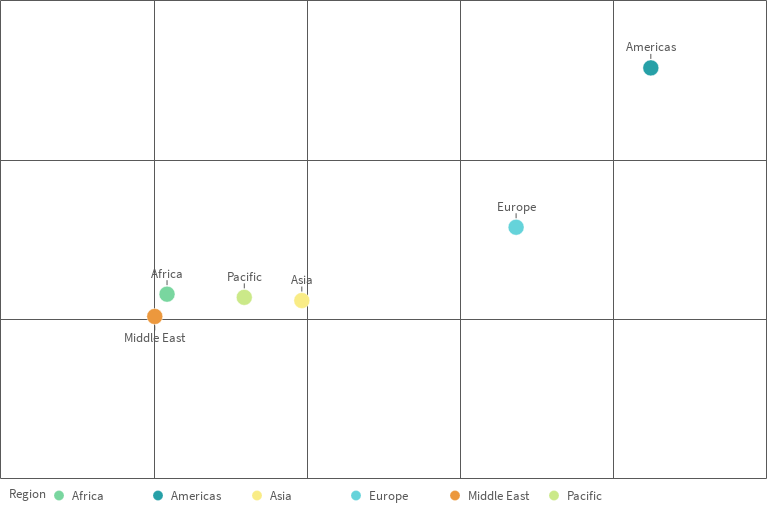 Americas
Europe
Africa
Pacific
Asia
Middle East
Region Africa Americas Asia Europe Middle East Pacific